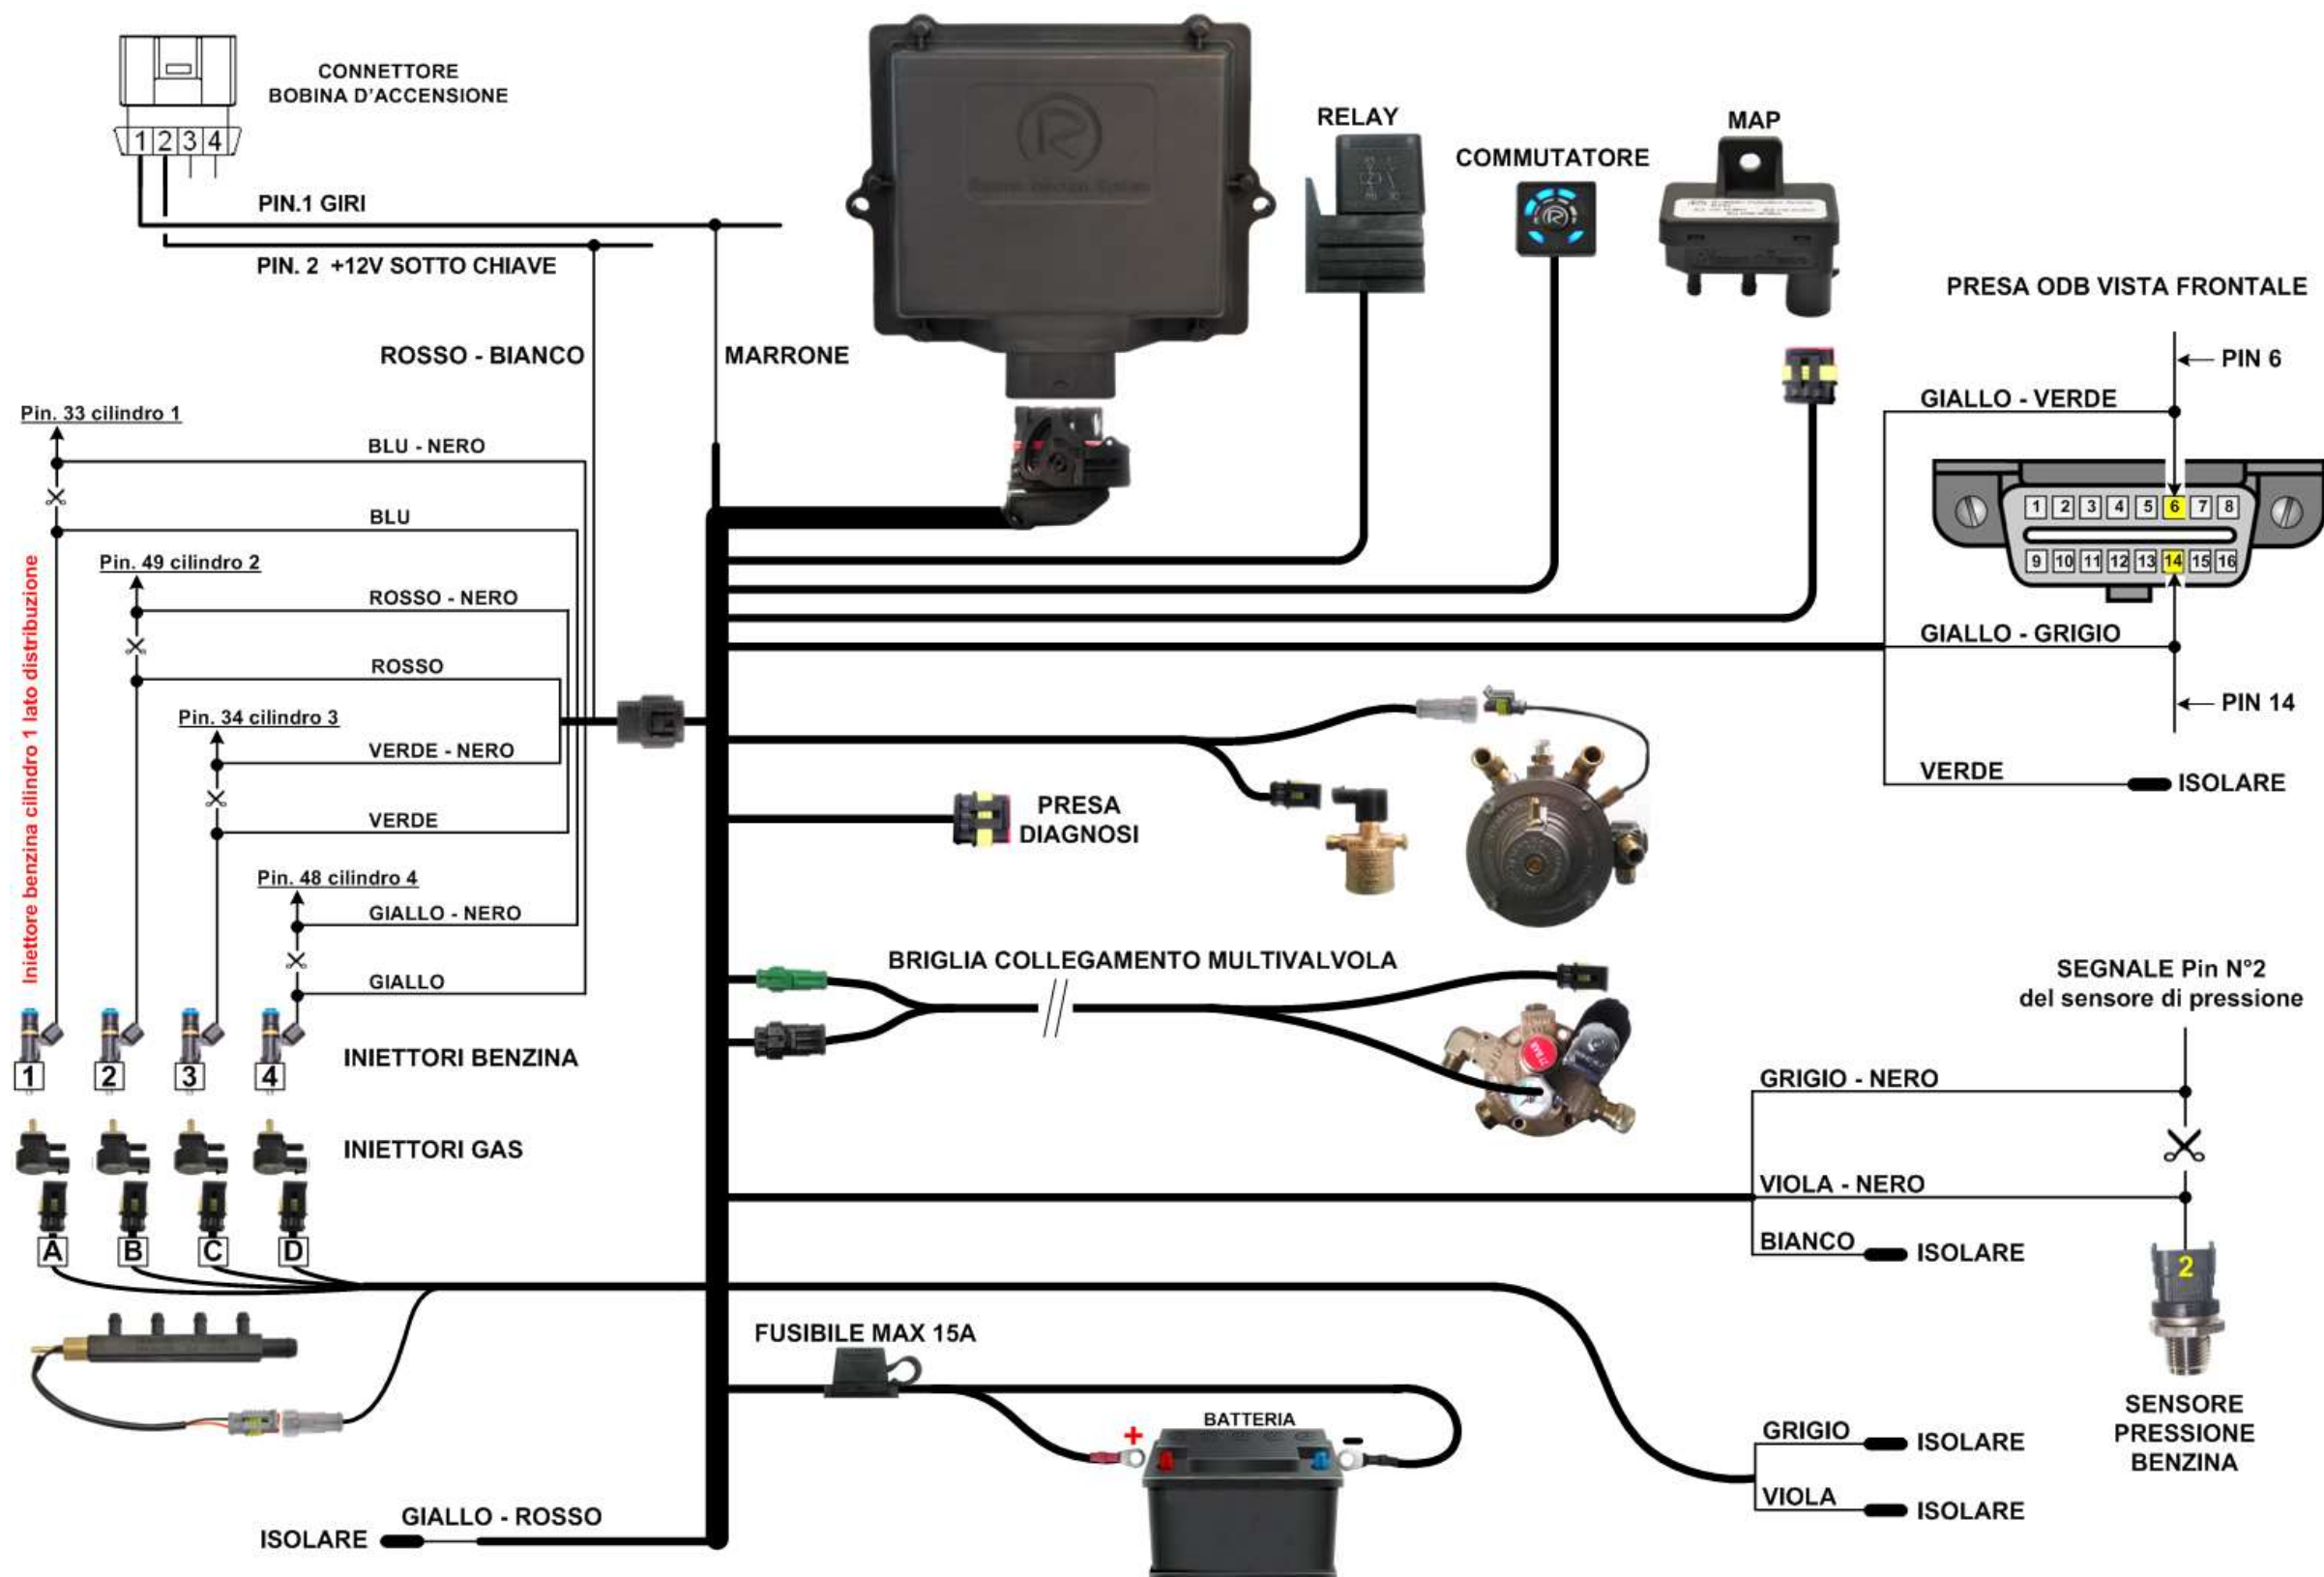 CONNETTORE
BOBINA D'ACCENSIONE
1 2 3 4
PIN.1 GIRI
PIN. 2 +12V SOTTO CHIAVE
ROSSO - BIANCO
MARRONE
RELAY
COMMUTATORE
MAP
PRESA ODB VISTA FRONTALE
PIN 6
GIALLO - VERDE
1 2 3 4 5 6 7 8
9 10 11 12 13 14 15 16
GIALLO - GRIGIO
PIN 14
VERDE
ISOLARE
Pin. 33 cilindro 1
BLU - NERO
BLU
Pin. 49 cilindro 2
ROSSO - NERO
ROSSO
Pin. 34 cilindro 3
VERDE - NERO
VERDE
Pin. 48 cilindro 4
GIALLO - NERO
GIALLO
Iniettore benzina cilindro 1 lato distribuzione
1 2 3 4
INIETTORI BENZINA
INIETTORI GAS
A B C D
PRESA
DIAGNOSI
BRIGLIA COLLEGAMENTO MULTIVALVOLA
SEGNALE Pin N°2
del sensore di pressione
GRIGIO - NERO
VIOLA - NERO
BIANCO
ISOLARE
2
SENSORE
PRESSIONE
BENZINA
FUSIBILE MAX 15A
BATTERIA
+ -
GRIGIO
ISOLARE
VIOLA
ISOLARE
GIALLO - ROSSO
ISOLARE